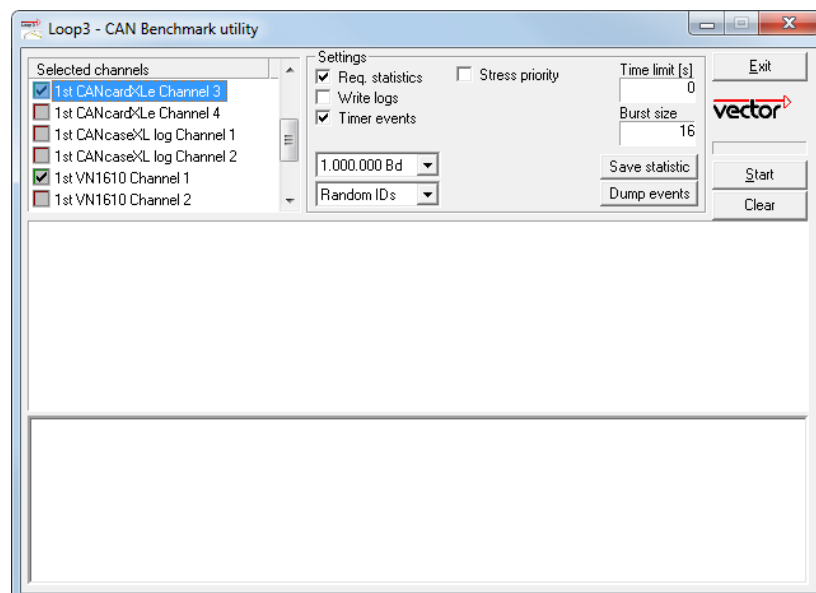 Loop3 - CAN Benchmark utility
Selected channels
1st CANcardXLe Channel 3
1st CANcardXLe Channel 4
1st CANcaseXL log Channel 1
1st CANcaseXL log Channel 2
1st VN1610 Channel 1
1st VN1610 Channel 2
Settings
Req. statistics
Write logs
Timer events
Stress priority
1.000.000 Bd
Random IDs
Time limit [s]
0
Burst size
16
Save statistic
Dump events
Exit
vector
Start
Clear